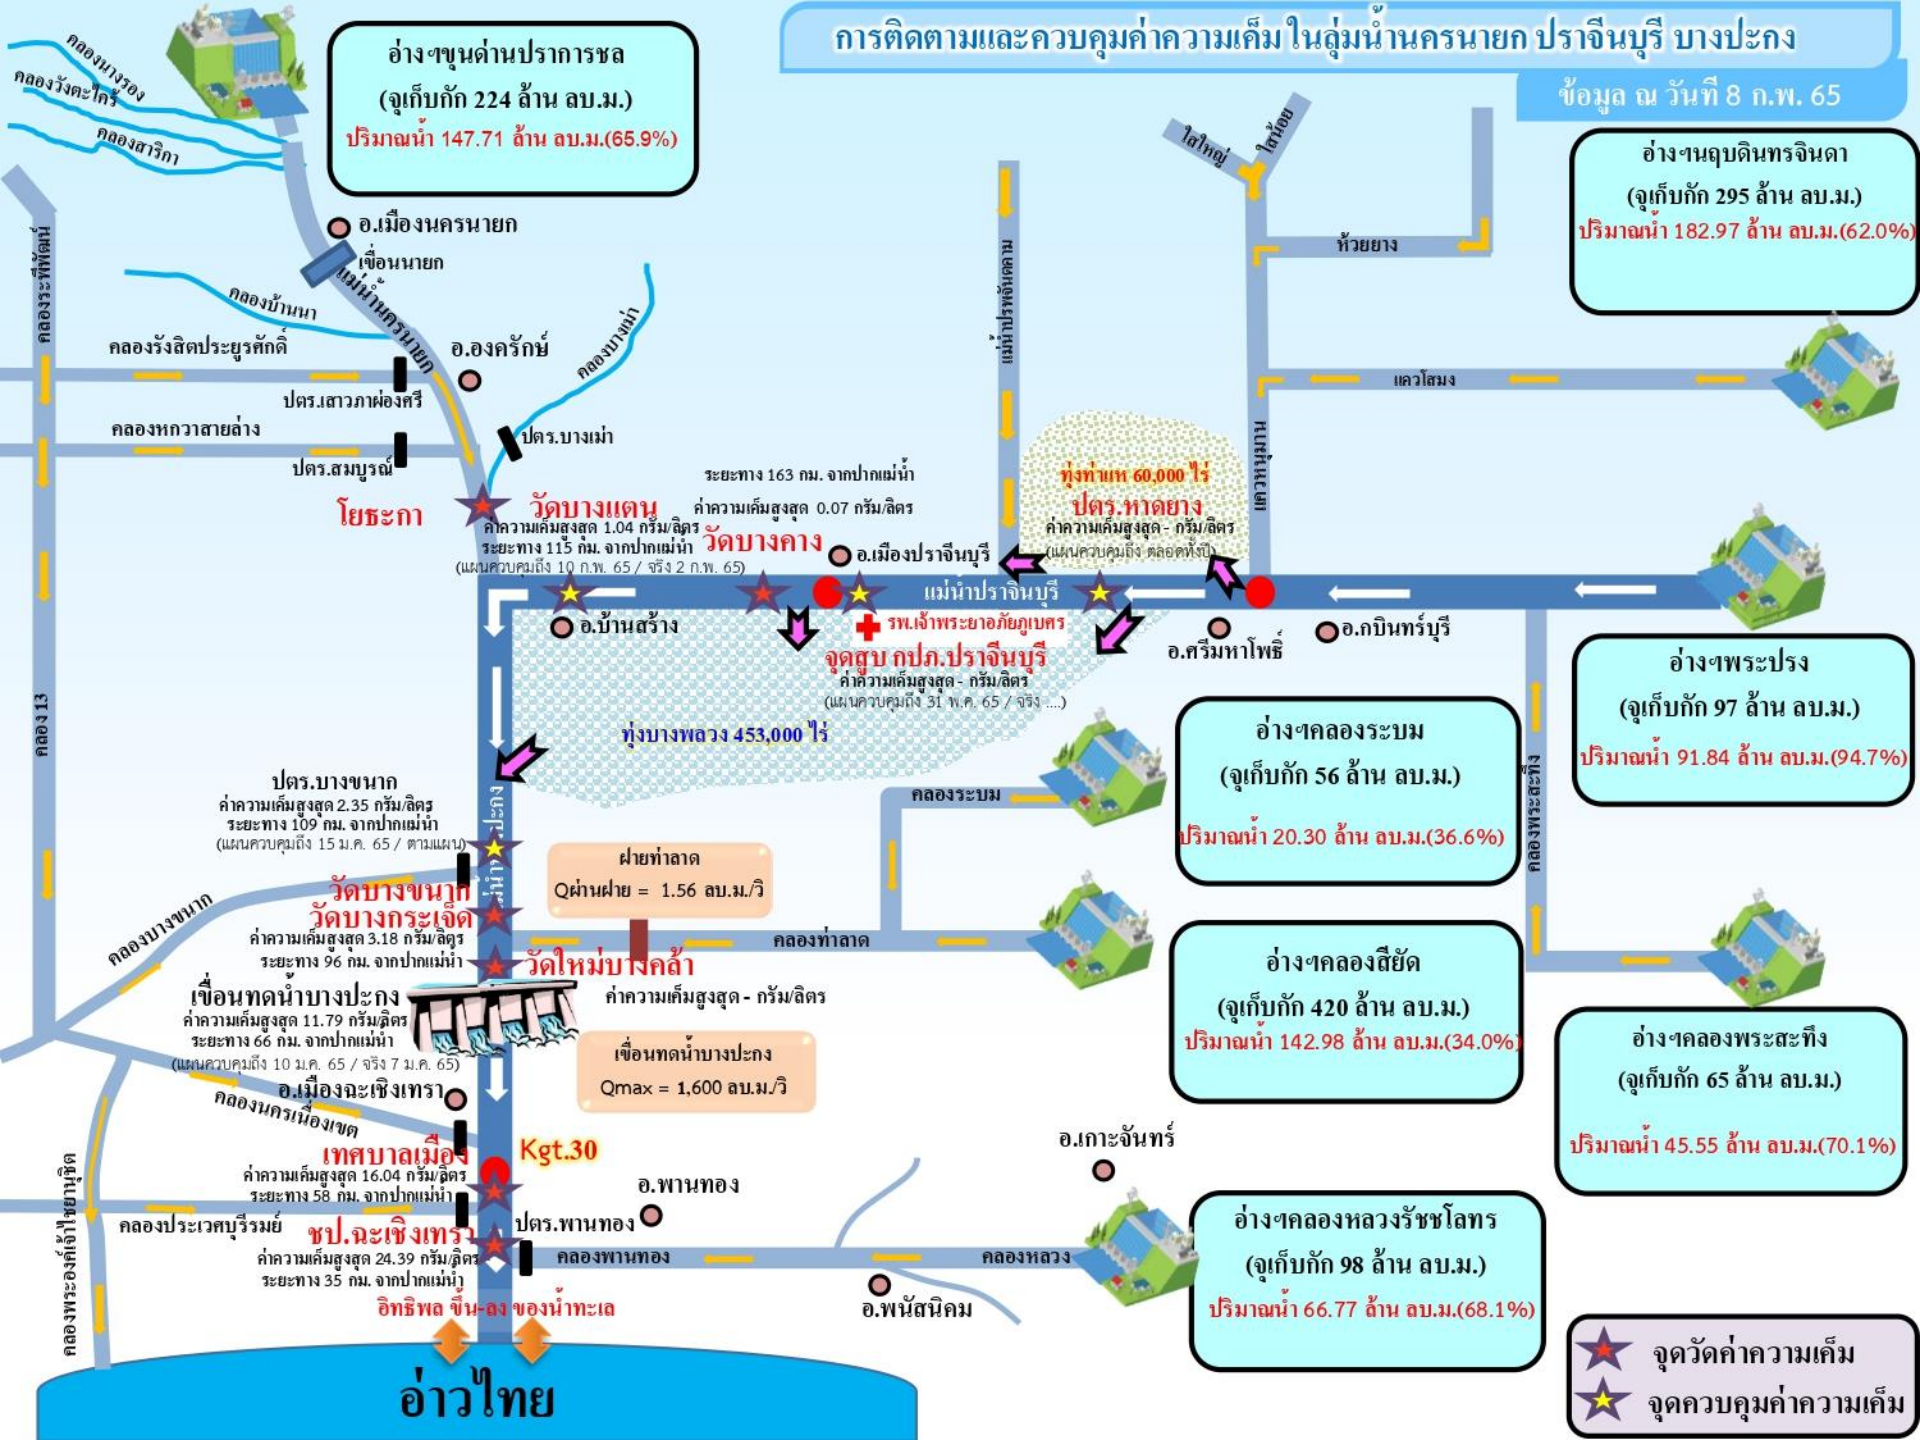 การติดตามและควบคุมค่าความเค็ม ในลุ่มน้ำนครนายก ปราจีนบุรี บางปะกง
ข้อมูล ณ วันที่ 8 ก.พ. 65
คลองนางรอง
คลองวังตะไคร้
คลองสาริกา
อ่างฯขุนด่านปราการชล
(จุเก็บกัก 224 ล้าน ลบ.ม.)
ปริมาณน้ำ 147.71 ล้าน ลบ.ม.(65.9%)
ใสใหญ่
ใสน้อย
อ่างฯนฤบดินทรจินดา
(จุเก็บกัก 295 ล้าน ลบ.ม.)
ปริมาณน้ำ 182.97 ล้าน ลบ.ม.(62.0%)
อ.เมืองนครนายก
เขื่อนนายก
แม่น้ำนครนายก
คลองระพีพัฒน์
คลองบ้านนา
คลองรังสิตประยูรศักดิ์
อ.องครักษ์
คลองบางเม่า
ปตร.เสาวภาผ่องศรี
คลองหกวาสายล่าง
ปตร.สมบูรณ์
ปตร.บางเม่า
ห้วยยาง
แควโสมง
แควหนุมาน
แม่น้ำประจันตคาม
โยธะกา
วัดบางแตน
ค่าความเค็มสูงสุด 1.04 กรัม/ลิตร
ระยะทาง 115 กม. จากปากแม่น้ำ
(แผนควบคุมถึง 10 ก.พ. 65 / จริง 2 ก.พ. 65)
ระยะทาง 163 กม. จากปากแม่น้ำ
ค่าความเค็มสูงสุด 0.07 กรัม/ลิตร
วัดบางคาง
อ.เมืองปราจีนบุรี
ทุ่งท่าแห 60,000 ไร่
ปตร.หาดยาง
ค่าความเค็มสูงสุด - กรัม/ลิตร
(แผนควบคุมถึง ตลอดทั้งปี)
แม่น้ำปราจีนบุรี
อ.บ้านสร้าง
รพ.เจ้าพระยาอภัยภูเบศร
จุดสูบ กปภ.ปราจีนบุรี
ค่าความเค็มสูงสุด - กรัม/ลิตร
(แผนควบคุมถึง 31 พ.ค. 65 / จริง ....)
อ.ศรีมหาโพธิ์
อ.กบินทร์บุรี
ทุ่งบางพลวง 453,000 ไร่
คลอง 13
อ่างฯพระปรง
(จุเก็บกัก 97 ล้าน ลบ.ม.)
ปริมาณน้ำ 91.84 ล้าน ลบ.ม.(94.7%)
อ่างฯคลองระบม
(จุเก็บกัก 56 ล้าน ลบ.ม.)
ปริมาณน้ำ 20.30 ล้าน ลบ.ม.(36.6%)
คลองพระสะทึง
คลองระบม
ปตร.บางขนาก
ค่าความเค็มสูงสุด 2.35 กรัม/ลิตร
ระยะทาง 109 กม. จากปากแม่น้ำ
(แผนควบคุมถึง 15 ม.ค. 65 / ตามแผน)
ฝายท่าลาด
Qผ่านฝาย = 1.56 ลบ.ม./วิ
วัดบางขนาก
วัดบางกระเจ็ด
ค่าความเค็มสูงสุด 3.18 กรัม/ลิตร
ระยะทาง 96 กม. จากปากแม่น้ำ
คลองบางขนาก
คลองท่าลาด
วัดใหม่บางคล้า
ค่าความเค็มสูงสุด - กรัม/ลิตร
อ่างฯคลองสียัด
(จุเก็บกัก 420 ล้าน ลบ.ม.)
ปริมาณน้ำ 142.98 ล้าน ลบ.ม.(34.0%)
เขื่อนทดน้ำบางปะกง
ค่าความเค็มสูงสุด 11.79 กรัม/ลิตร
ระยะทาง 66 กม. จากปากแม่น้ำ
(แผนควบคุมถึง 10 ม.ค. 65 / จริง 7 ม.ค. 65)
เขื่อนทดน้ำบางปะกง
Qmax = 1,600 ลบ.ม./วิ
อ่างฯคลองพระสะทึง
(จุเก็บกัก 65 ล้าน ลบ.ม.)
ปริมาณน้ำ 45.55 ล้าน ลบ.ม.(70.1%)
อ.เมืองฉะเชิงเทรา
คลองนครเนื่องเขต
เทศบาลเมือง
ค่าความเค็มสูงสุด 16.04 กรัม/ลิตร
ระยะทาง 58 กม. จากปากแม่น้ำ
Kgt.30
อ.เกาะจันทร์
อ.พานทอง
ปตร.พานทอง
คลองประเวศบุรีรมย์
คลองพระองค์เจ้าไชยานุชิต
ชป.ฉะเชิงเทรา
ค่าความเค็มสูงสุด 24.39 กรัม/ลิตร
ระยะทาง 35 กม. จากปากแม่น้ำ
คลองพานทอง
คลองหลวง
อ.พนัสนิคม
อ่างฯคลองหลวงรัชชโลทร
(จุเก็บกัก 98 ล้าน ลบ.ม.)
ปริมาณน้ำ 66.77 ล้าน ลบ.ม.(68.1%)
อิทธิพล ขึ้น-ลง ของน้ำทะเล
อ่าวไทย
จุดวัดค่าความเค็ม
จุดควบคุมค่าความเค็ม